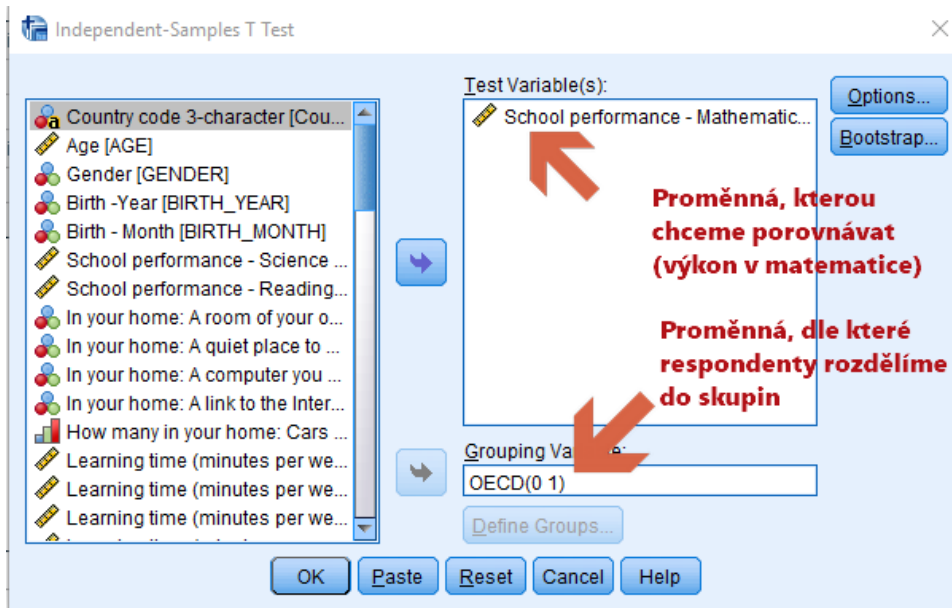 Independent-Samples T Test
Test Variable(s):
Country code 3-character [Cou...
Age [AGE]
Gender [GENDER]
Birth -Year [BIRTH_YEAR]
Birth - Month [BIRTH_MONTH]
School performance - Science ...
School performance - Reading...
In your home: A room of your o...
In your home: A quiet place to ...
In your home: A computer you ...
In your home: A link to the Inter...
How many in your home: Cars ...
Learning time (minutes per we...
Learning time (minutes per we...
Learning time (minutes per we...
School performance - Mathematic...
Options...
Bootstrap...
Proměnná, kterou
chceme porovnávat
(výkon v matematice)
Proměnná, dle které
respondenty rozdělíme
do skupin
Grouping
OECD(0 1)
Define Groups...
OK
Paste
Reset
Cancel
Help